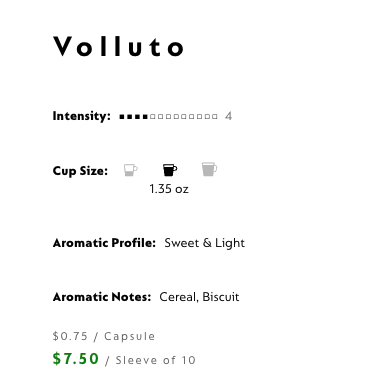 Volluto
Intensity: 4
Cup Size:
1.35 oz
Aromatic Profile: Sweet & Light
Aromatic Notes: Cereal, Biscuit
$0.75 / Capsule
$7.50 / Sleeve of 10